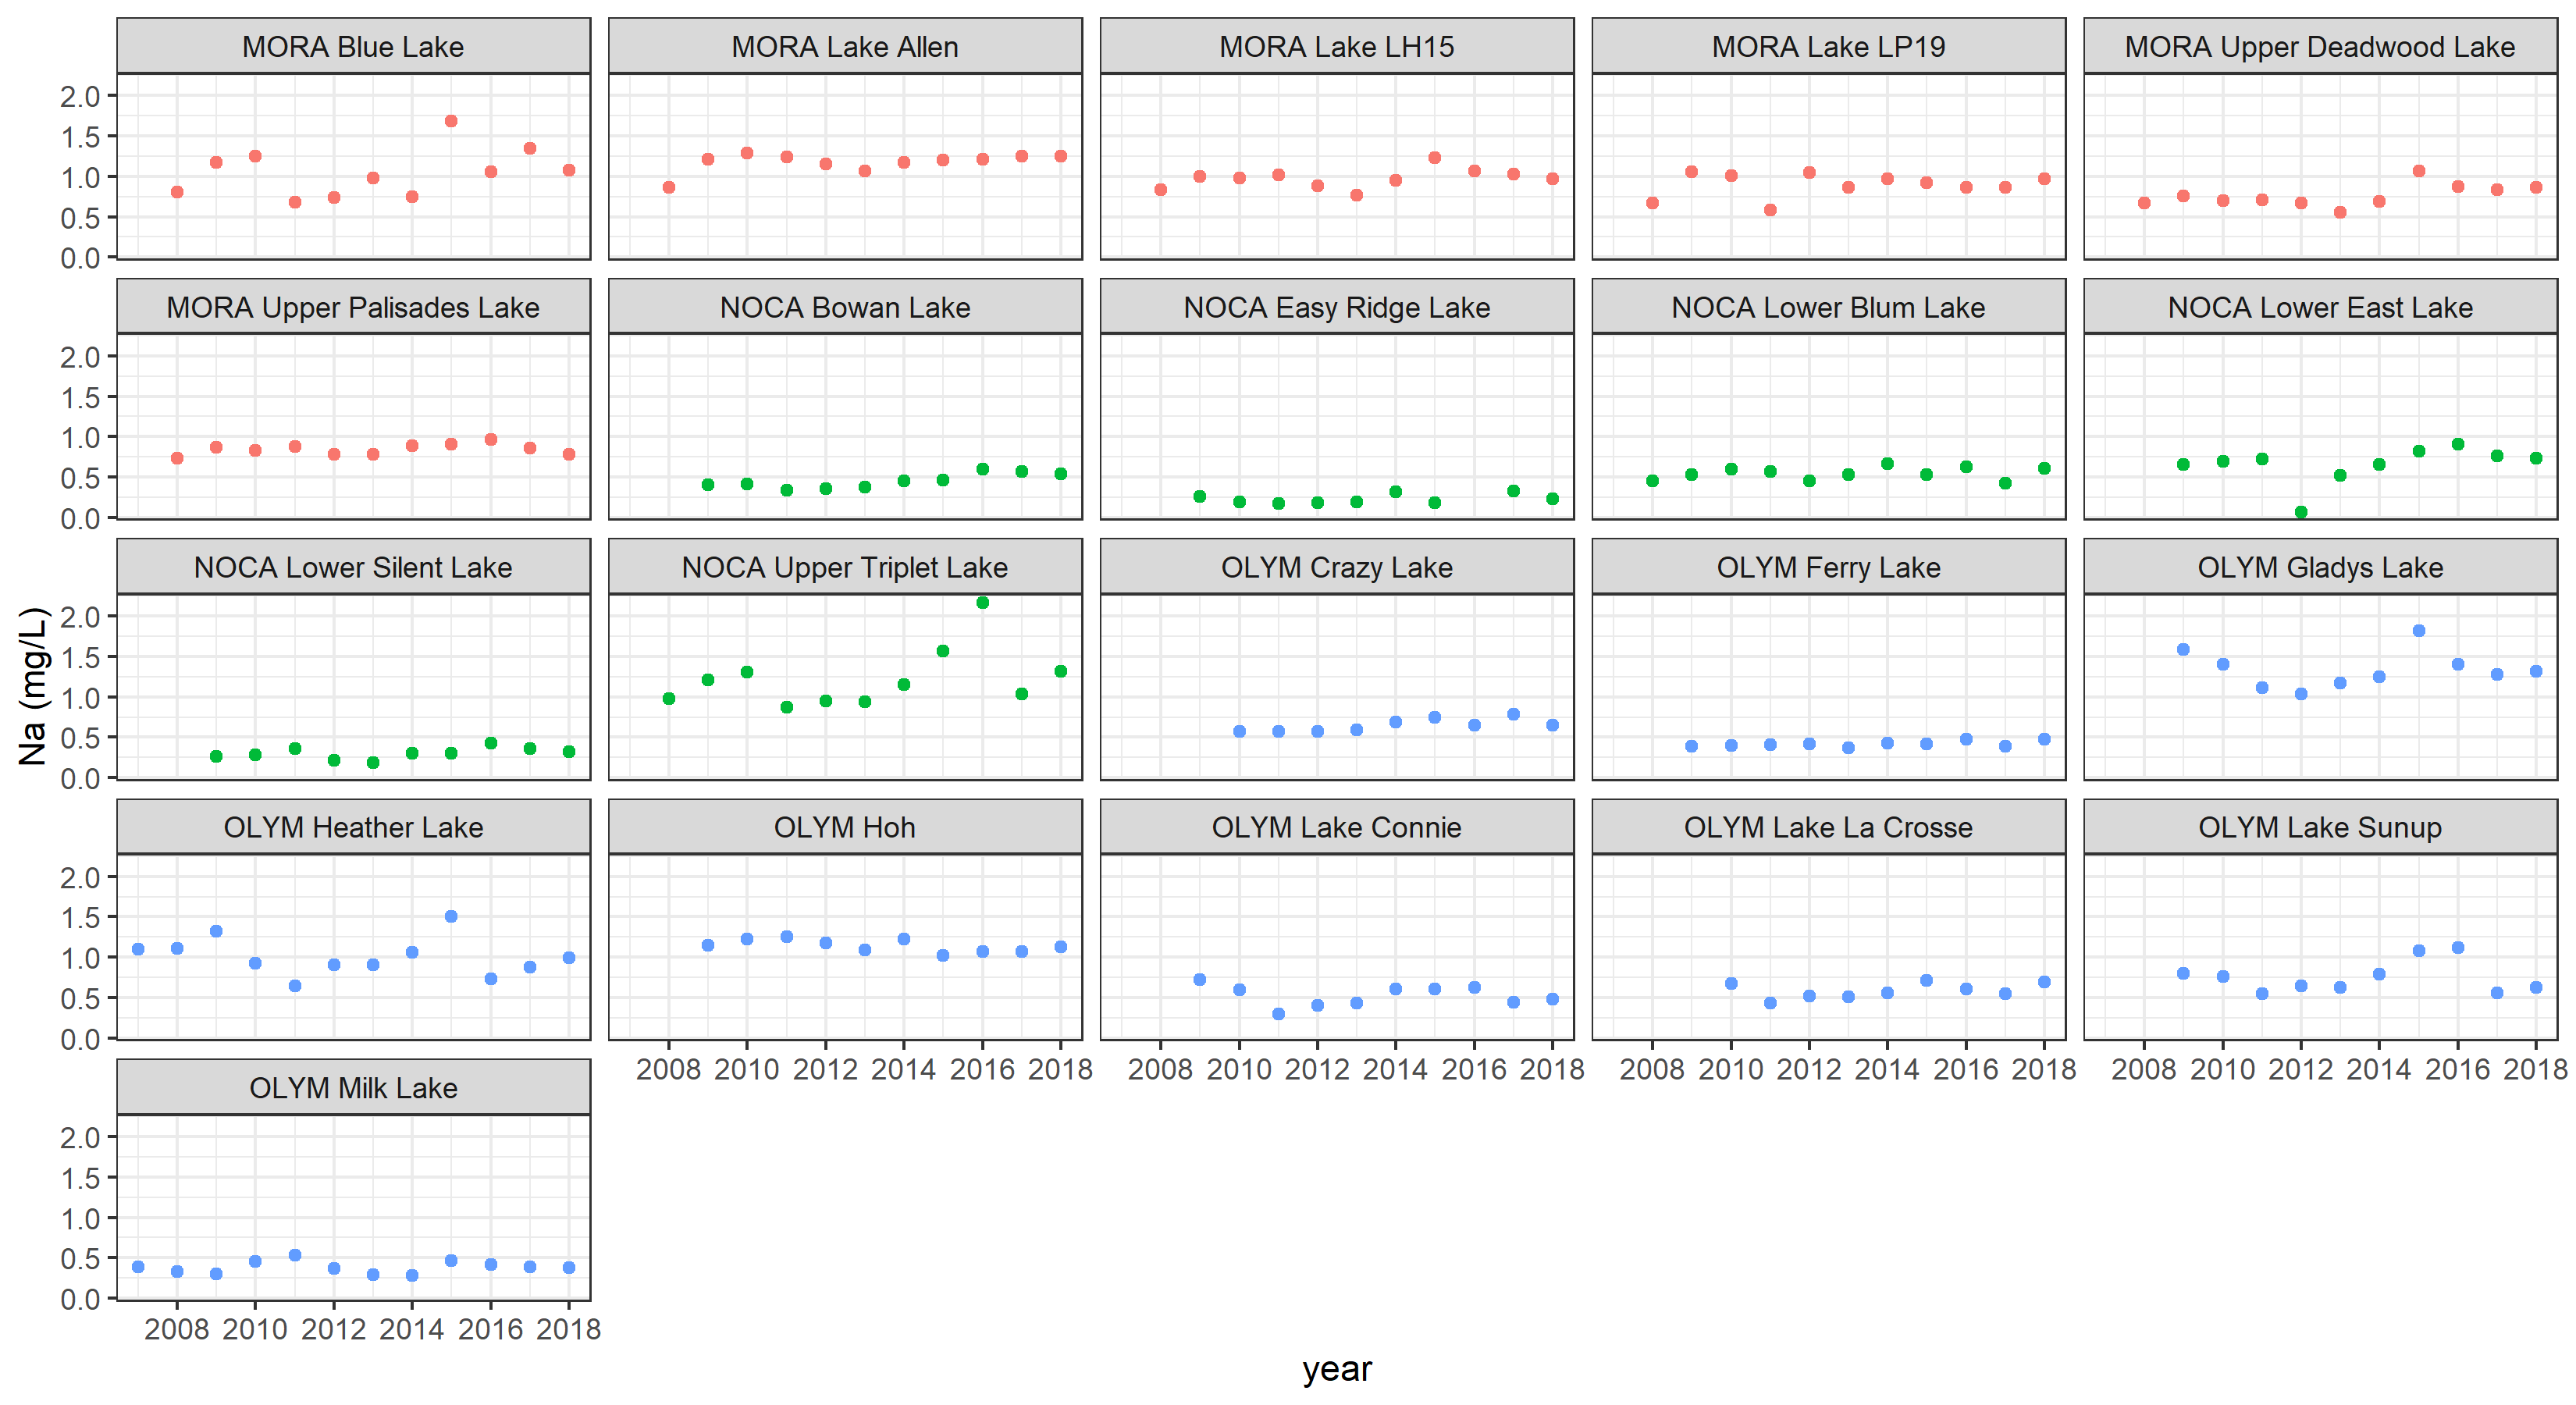 MORA Blue Lake MORA Lake Allen MORA Lake LH15 MORA Lake LP19 MORA Upper Deadwood Lake
2.0
1.5
1.0
0.5
0.0
MORA Upper Palisades Lake NOCA Bowan Lake NOCA Easy Ridge Lake NOCA Lower Blum Lake NOCA Lower East Lake
2.0
1.5
1.0
0.5
0.0
NOCA Lower Silent Lake NOCA Upper Triplet Lake OLYM Crazy Lake OLYM Ferry Lake OLYM Gladys Lake
2.0
1.5
1.0
0.5
0.0
Na (mg/L)
OLYM Heather Lake OLYM Hoh OLYM Lake Connie OLYM Lake La Crosse OLYM Lake Sunup
2.0
1.5
1.0
0.5
0.0
2008 2010 2012 2014 2016 2018 2008 2010 2012 2014 2016 2018 2008 2010 2012 2014 2016 2018 2008 2010 2012 2014 2016 2018
OLYM Milk Lake
2.0
1.5
1.0
0.5
0.0
2008 2010 2012 2014 2016 2018
year